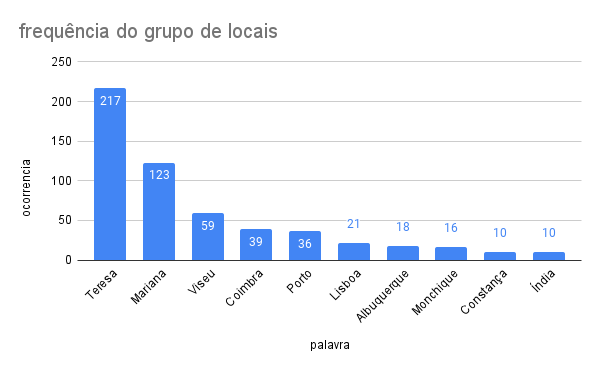 frequência do grupo de locais
250
200
150
100
50
0
ocorrencia
217
123
59
39
36
21
18
16
10
10
Teresa
Mariana
Viseu
Coimbra
Porto
Lisboa
Albuquerque
Monchique
Constança
Índia
palavra